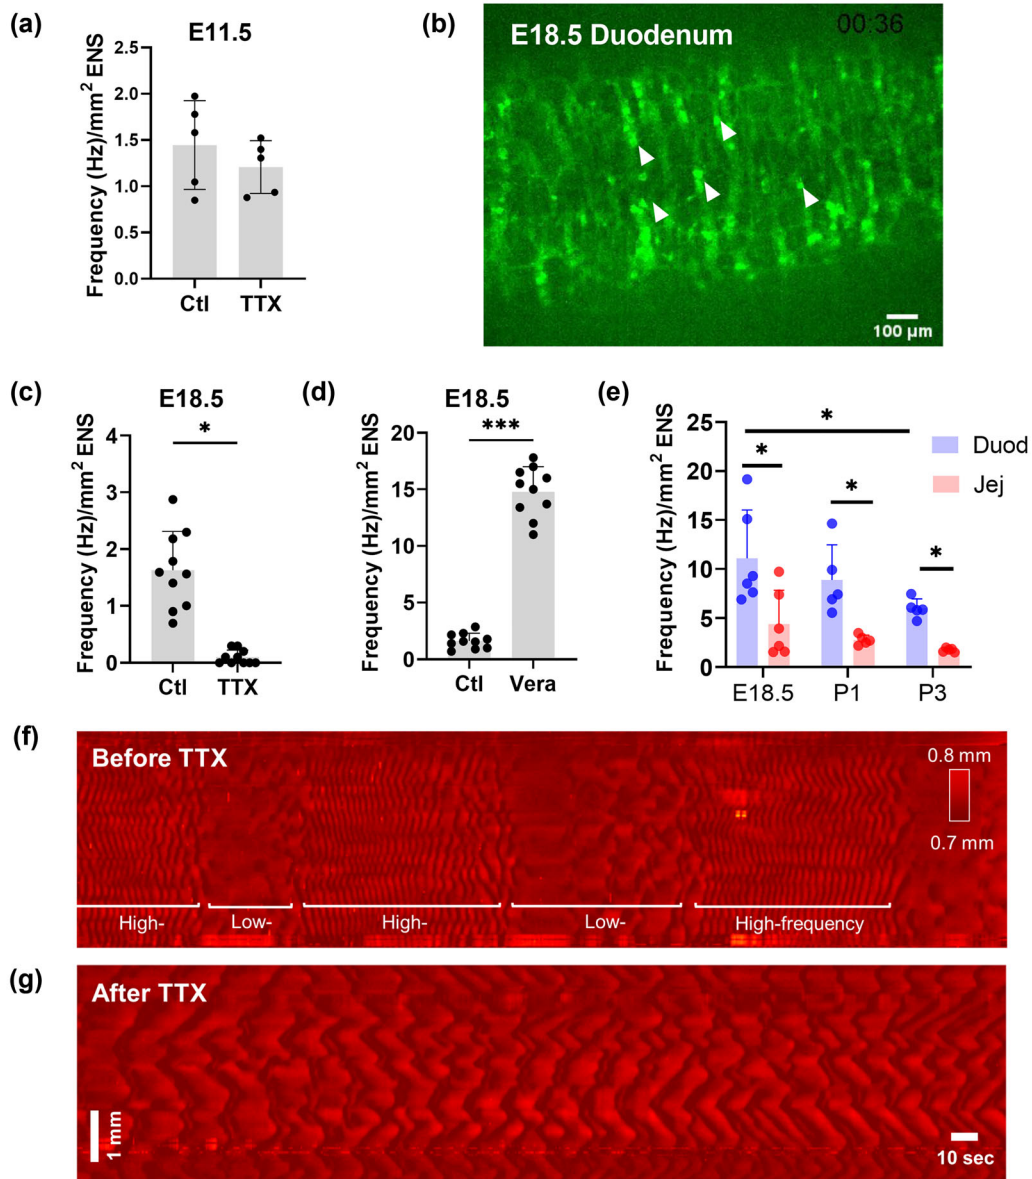 (a)
E11.5
Frequency (Hz)/mm² ENS
2.5
2.0
1.5
1.0
0.5
0.0
Ctl TTX
(b)
E18.5 Duodenum
00:36
100 µm
(c)
E18.5
*
Frequency (Hz)/mm² ENS
4
3
2
1
0
Ctl TTX
(d)
E18.5
***
Frequency (Hz)/mm² ENS
20
15
10
5
0
Ctl Vera
(e)
Frequency (Hz)/mm² ENS
25
20
15
10
5
0
*
*
*
*
Duod
Jej
E18.5 P1 P3
(f)
Before TTX
0.8 mm
0.7 mm
High- Low- High- Low- High-frequency
(g)
After TTX
1 mm
10 sec